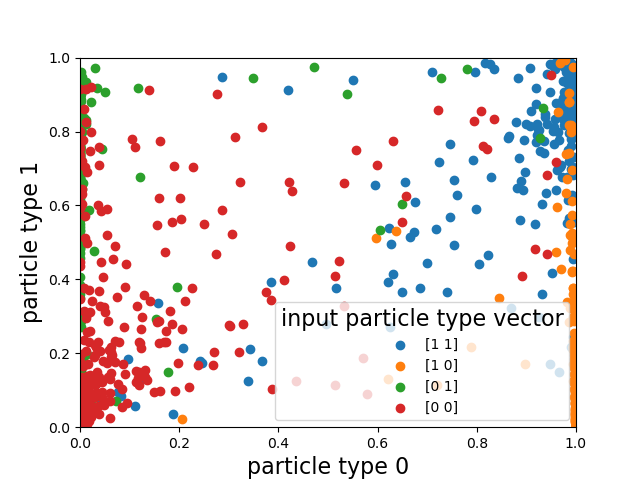 1.0
0.8
0.6
0.4
0.2
0.0
particle type 1
input particle type vector
[1 1]
[1 0]
[0 1]
[0 0]
0.0 0.2 0.4 0.6 0.8 1.0
particle type 0